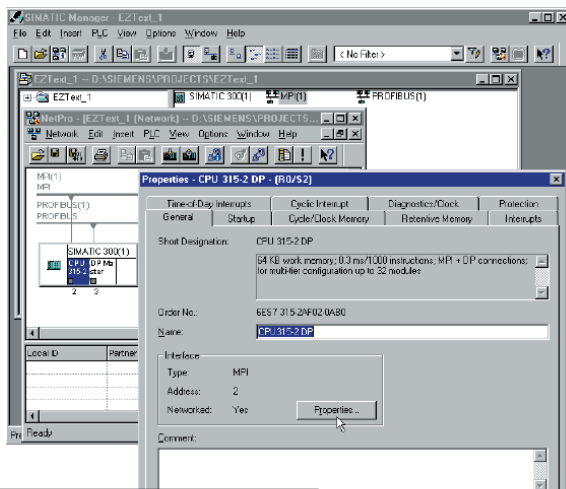 SIMATIC Manager - EZText_1
File Edit Insert PLC View Options Window Help
< No Filter >
EZText_1 -- D:\SIEMENS\PROJECTS\EZText_1
EZText_1 SIMATIC 300(1) MPI(1) PROFIBUS(1)
NetPro - [EZText_1 (Network) -- D:\SIEMENS\PROJECTS...
Network Edit Insert PLC View Options Window Help
MPI(1)
MPI
PROFIBUS(1)
PROFIBUS
SIMATIC 300(1)
CPU DP Ma
315-2 ster
2 3
Local ID Partner
Ready
Properties - CPU 315-2 DP - (R0/S2)
Time-of-Day Interrupts Cyclic Interrupt Diagnostics/Clock Protection
General Startup Cycle/Clock Memory Retentive Memory Interrupts
Short Designation: CPU 315-2 DP
64 KB work memory; 0.3 ms/1000 instructions; MPI + DP connections;
for multi-tier configuration up to 32 modules
Order No.: 6ES7 315-2AF02-0AB0
Name: CPU 315-2 DP
Interface
Type: MPI
Address: 2
Networked: Yes Properties...
Comment: